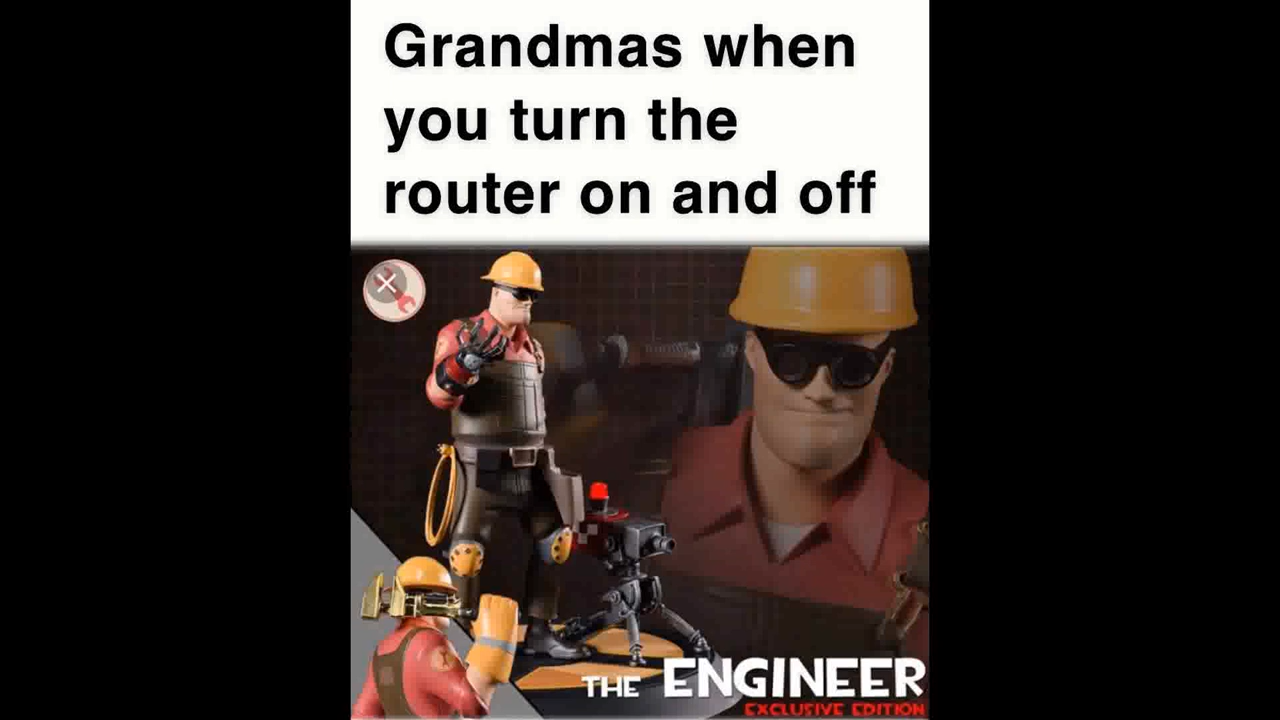 Grandmas when
you turn the
router on and off
THE ENGINEER
EXCLUSIVE EDITION